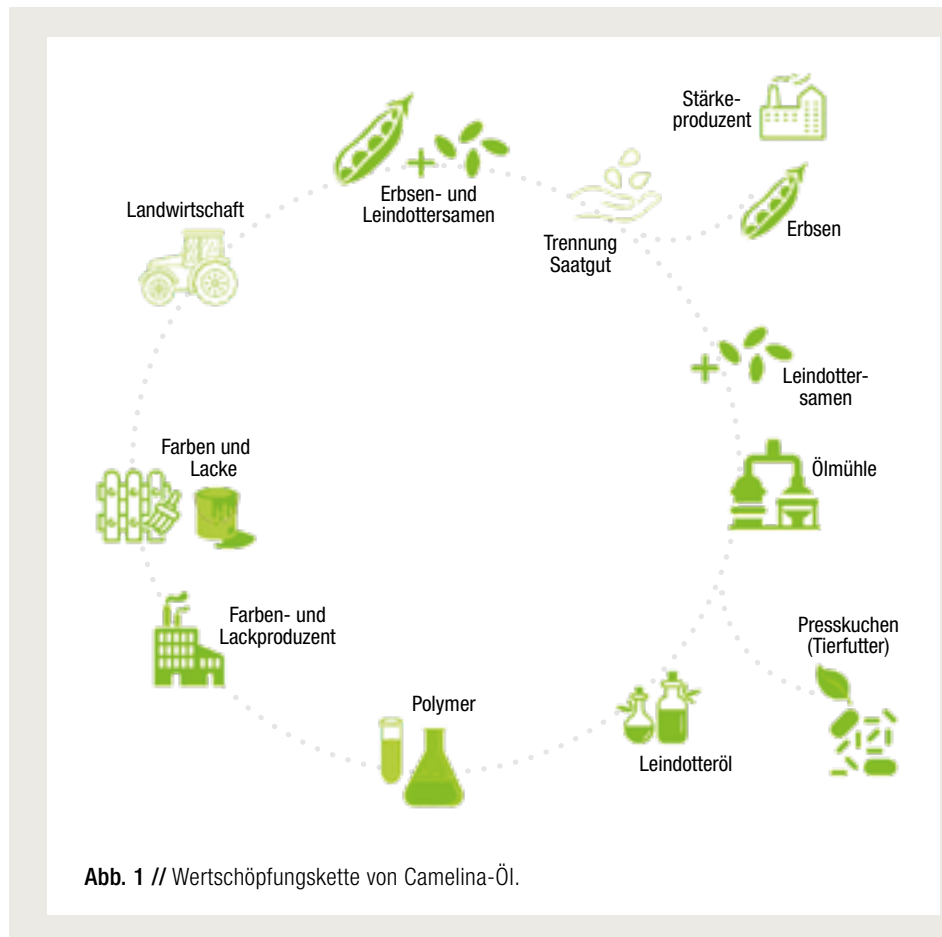 Stärke-
produzent
Erbsen- und
Leindottersamen
Landwirtschaft
Trennung
Saatgut
Erbsen
Leindotter-
samen
Ölmühle
Farben und
Lacke
Farben- und
Lackproduzent
Presskuchen
(Tierfutter)
Polymer
Leindotteröl
Abb. 1 // Wertschöpfungskette von Camelina-Öl.